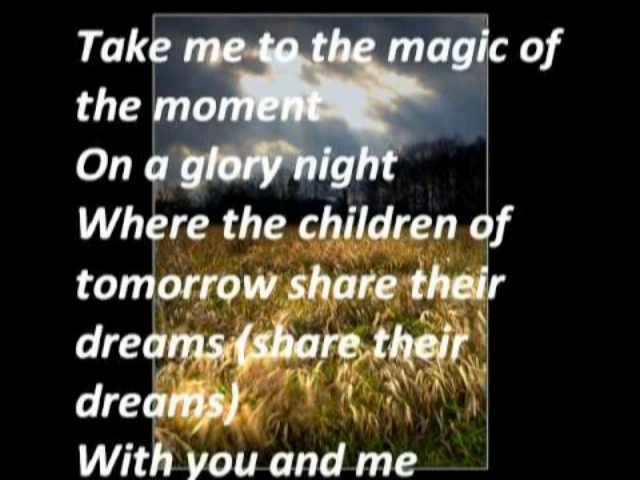 Take me to the magic of
the moment
On a glory night
Where the children of
tomorrow share their
dreams (share their
dreams)
With you and me